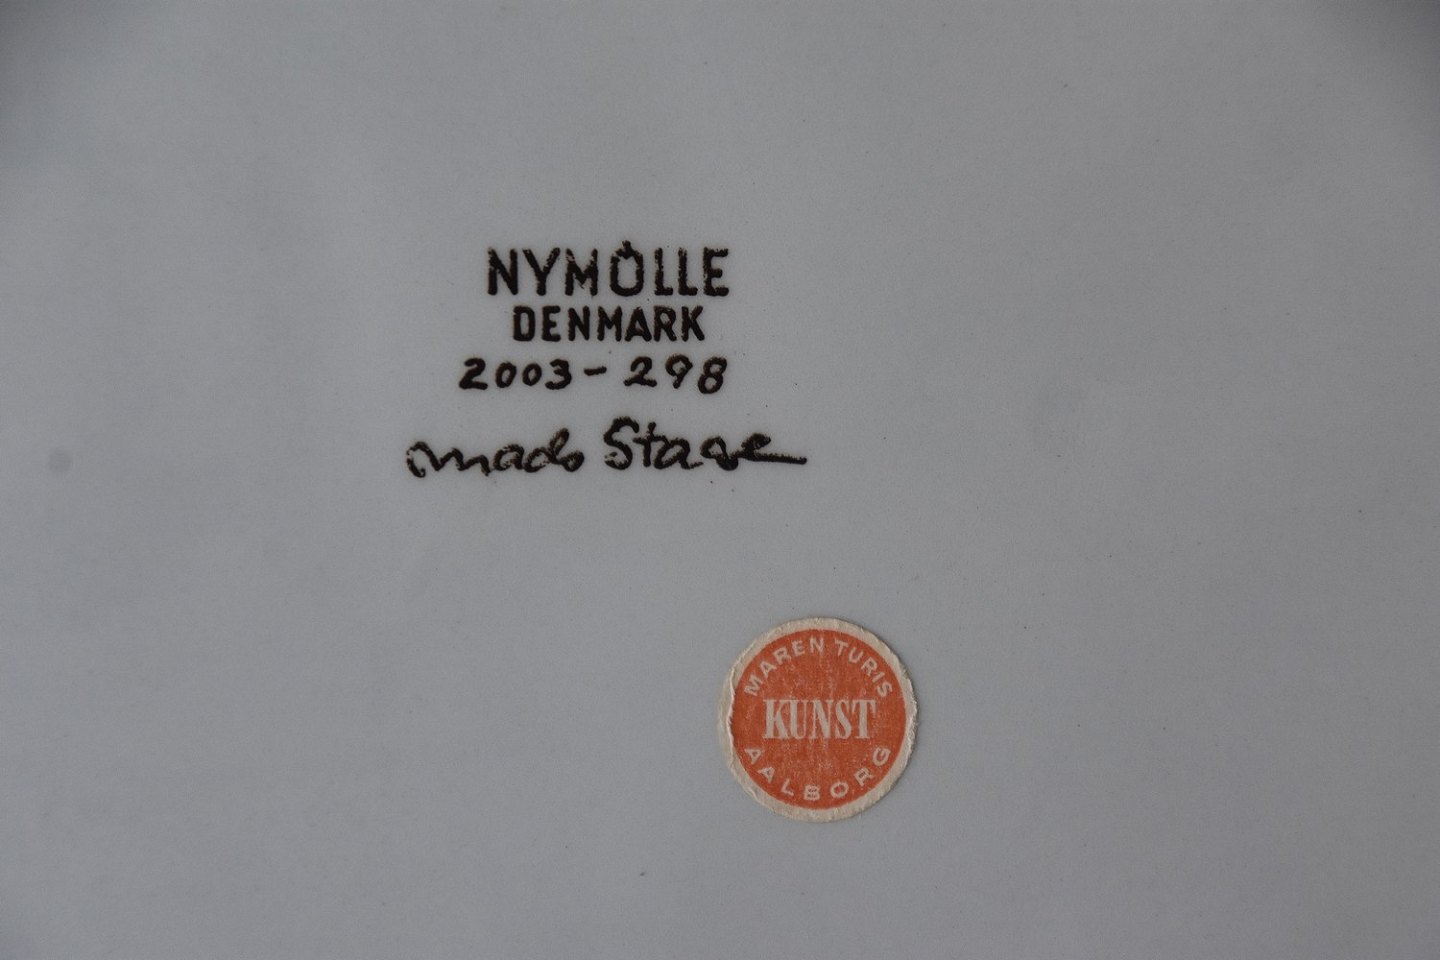 NYMÖLLE
DENMARK
2003-298
mads Stage
MAREN TURIS
KUNST
AALBORG